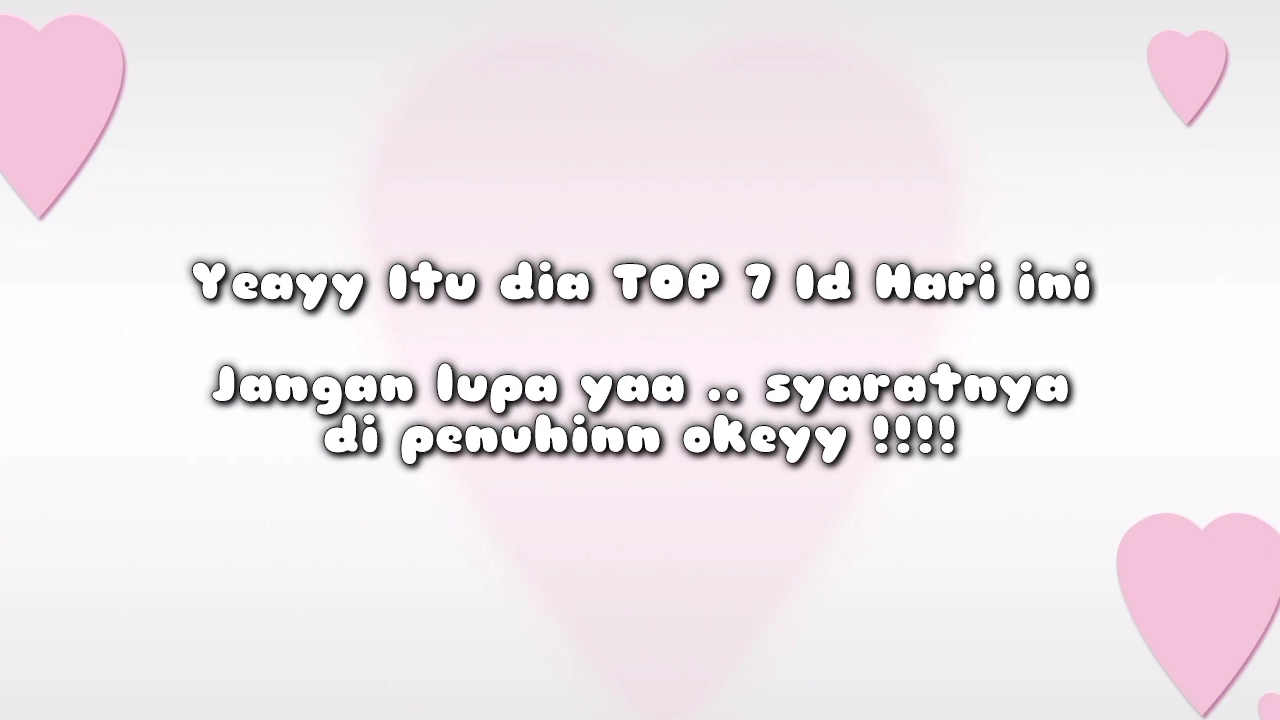 Yeayy Itu dia TOP 7 Id Hari ini
Jangan lupa yaa .. syaratnya
di penuhinn okeyy !!!!